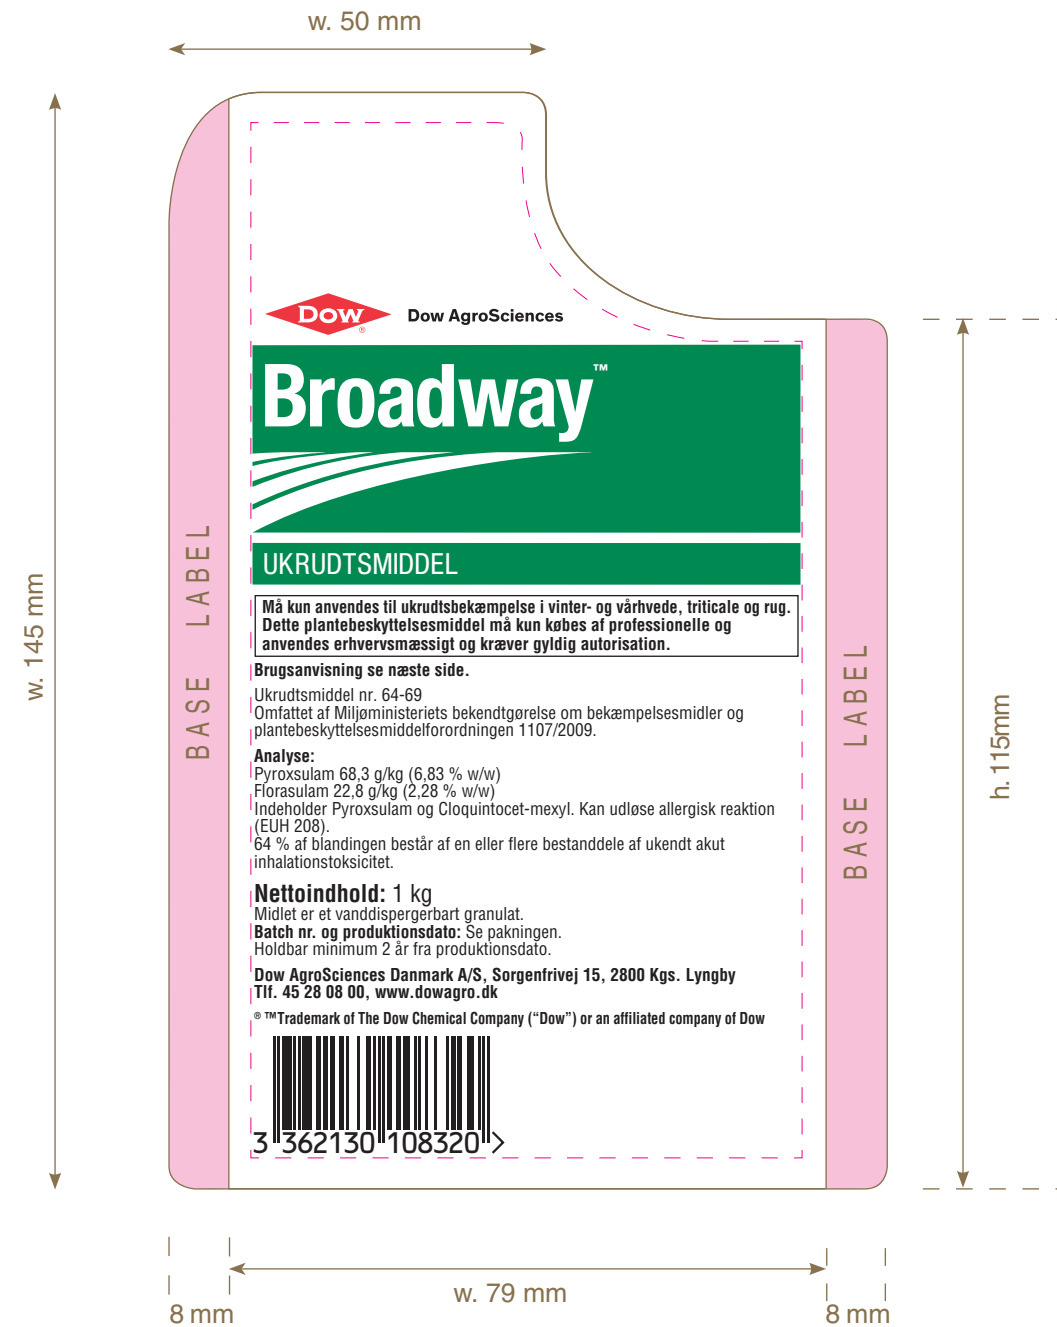 w. 50 mm
DOW®
Dow AgroSciences
Broadway™
UKRUDTSMIDDEL
Må kun anvendes til ukrudtsbekæmpelse i vinter- og vårhvede, triticale og rug.
Dette plantebeskyttelsesmiddel må kun købes af professionelle og
anvendes erhvervsmæssigt og kræver gyldig autorisation.
Brugsanvisning se næste side.
Ukrudtsmiddel nr. 64-69
Omfattet af Miljøministeriets bekendtgørelse om bekæmpelsesmidler og
plantebeskyttelsesmiddelforordningen 1107/2009.
Analyse:
Pyroxsulam 68,3 g/kg (6,83 % w/w)
Florasulam 22,8 g/kg (2,28 % w/w)
Indeholder Pyroxsulam og Cloquintocet-mexyl. Kan udløse allergisk reaktion
(EUH 208).
64 % af blandingen består af en eller flere bestanddele af ukendt akut
inhalationstoksicitet.
Nettoindhold: 1 kg
Midlet er et vanddispergerbart granulat.
Batch nr. og produktionsdato: Se pakningen.
Holdbar minimum 2 år fra produktionsdato.
Dow AgroSciences Danmark A/S, Sorgenfrivej 15, 2800 Kgs. Lyngby
Tlf. 45 28 08 00, www.dowagro.dk
® ™Trademark of The Dow Chemical Company (“Dow”) or an affiliated company of Dow
3 362130 108320 >
BASE LABEL
BASE LABEL
w. 145 mm
h. 115mm
8 mm
w. 79 mm
8 mm